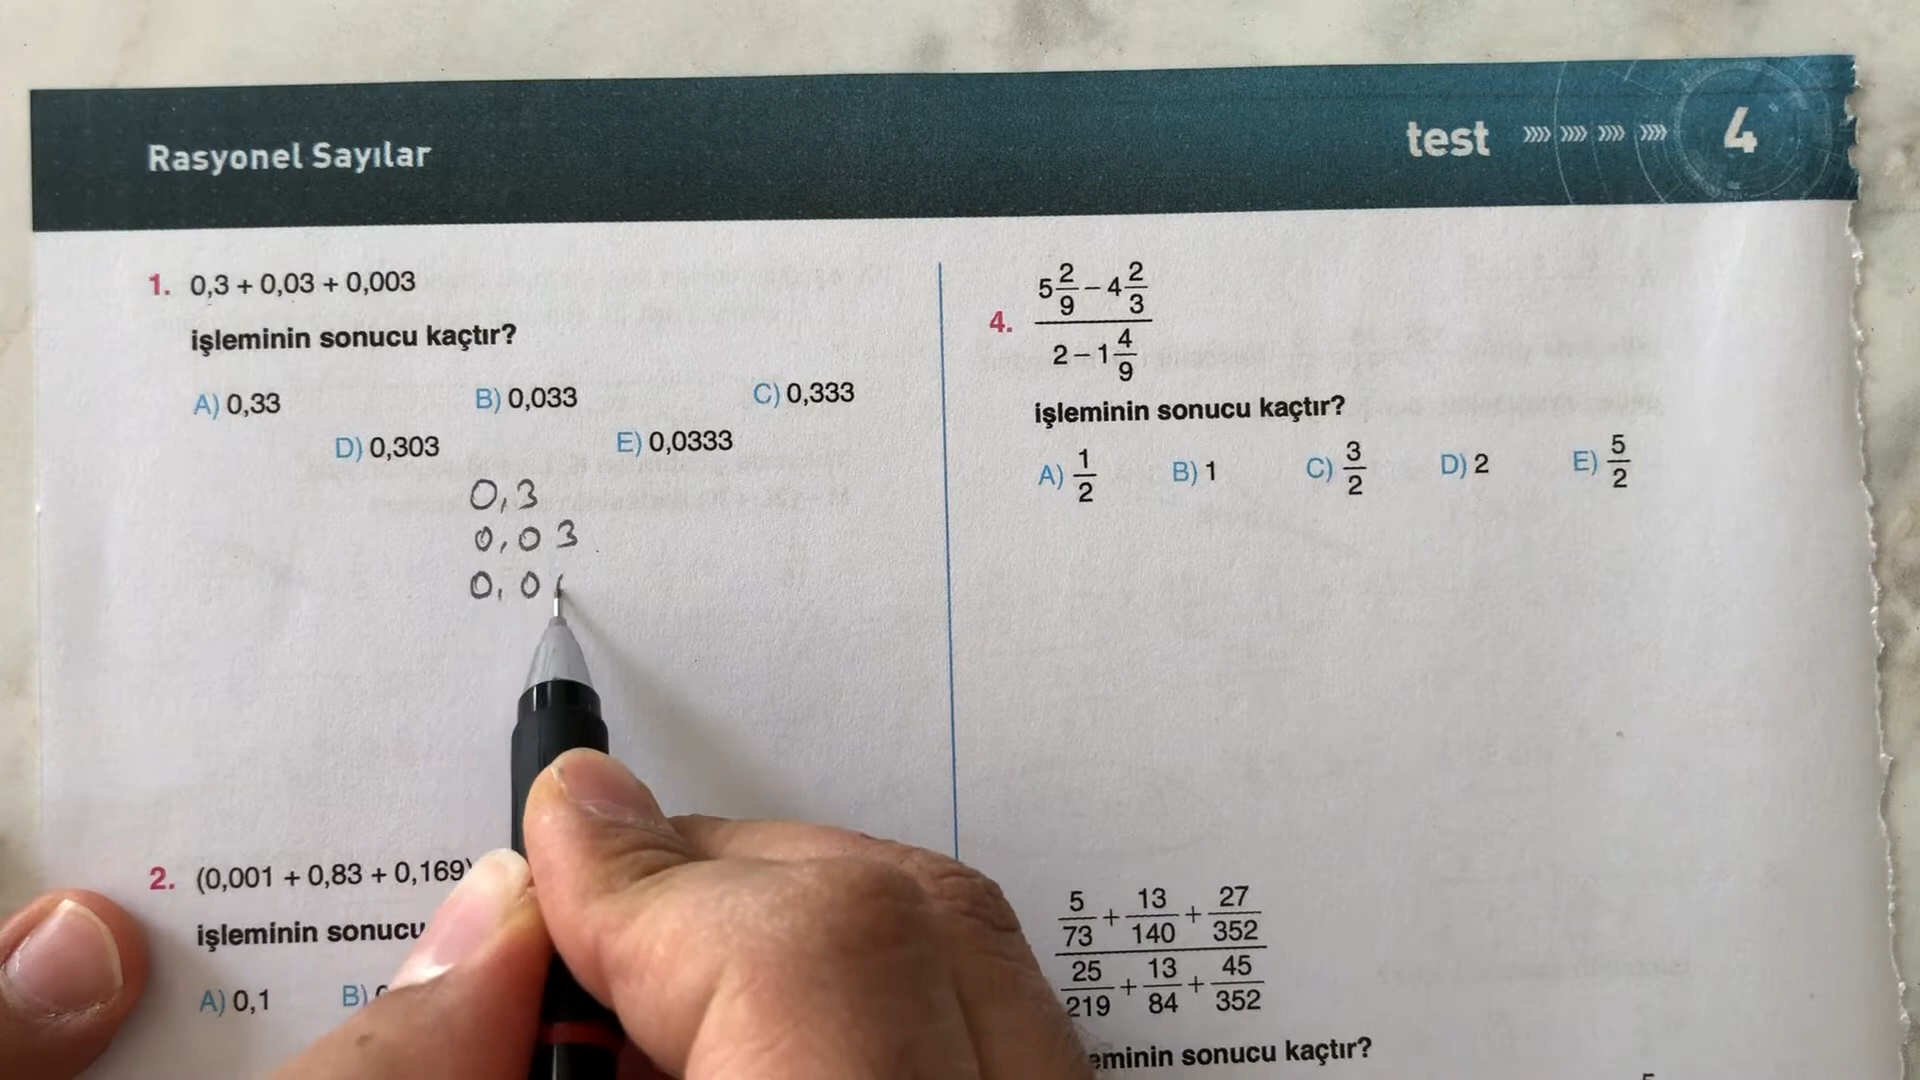 Rasyonel Sayılar
test »»» »»» »»» »»» 4
1. 0,3 + 0,03 + 0,003
işleminin sonucu kaçtır?
A) 0,33 B) 0,033 C) 0,333
D) 0,303 E) 0,0333
0,3
0,03
0,0
2. (0,001 + 0,83 + 0,169)
işleminin sonucu
A) 0,1 B)
4. 5 2/9 − 4 2/3
2 − 1 4/9
işleminin sonucu kaçtır?
A) 1/2 B) 1 C) 3/2 D) 2 E) 5/2
5/73 + 13/140 + 27/352
25/219 + 13/84 + 45/352
eminin sonucu kaçtır?